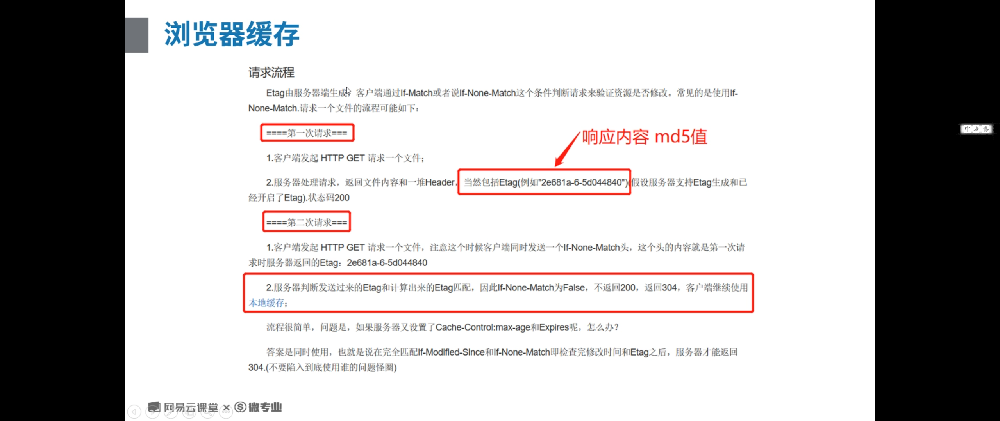 浏览器缓存
请求流程
Etag由服务器端生成，客户端通过If-Match或者说If-None-Match这个条件判断请求来验证资源是否修改。常见的是使用If-
None-Match.请求一个文件的流程可能如下：
====第一次请求===
响应内容 md5值
1.客户端发起 HTTP GET 请求一个文件；
2.服务器处理请求，返回文件内容和一堆Header，当然包括Etag(例如"2e681a-6-5d044840")(假设服务器支持Etag生成和已
经开启了Etag).状态码200
====第二次请求===
1.客户端发起 HTTP GET 请求一个文件，注意这个时候客户端同时发送一个If-None-Match头，这个头的内容就是第一次请
求时服务器返回的Etag：2e681a-6-5d044840
2.服务器判断发送过来的Etag和计算出来的Etag匹配，因此If-None-Match为False，不返回200，返回304，客户端继续使用
本地缓存；
流程很简单，问题是，如果服务器又设置了Cache-Control:max-age和Expires呢，怎么办？
答案是同时使用，也就是说在完全匹配If-Modified-Since和If-None-Match即检查完修改时间和Etag之后，服务器才能返回
304.(不要陷入到底使用谁的问题怪圈)
网易云课堂 × 微专业
中